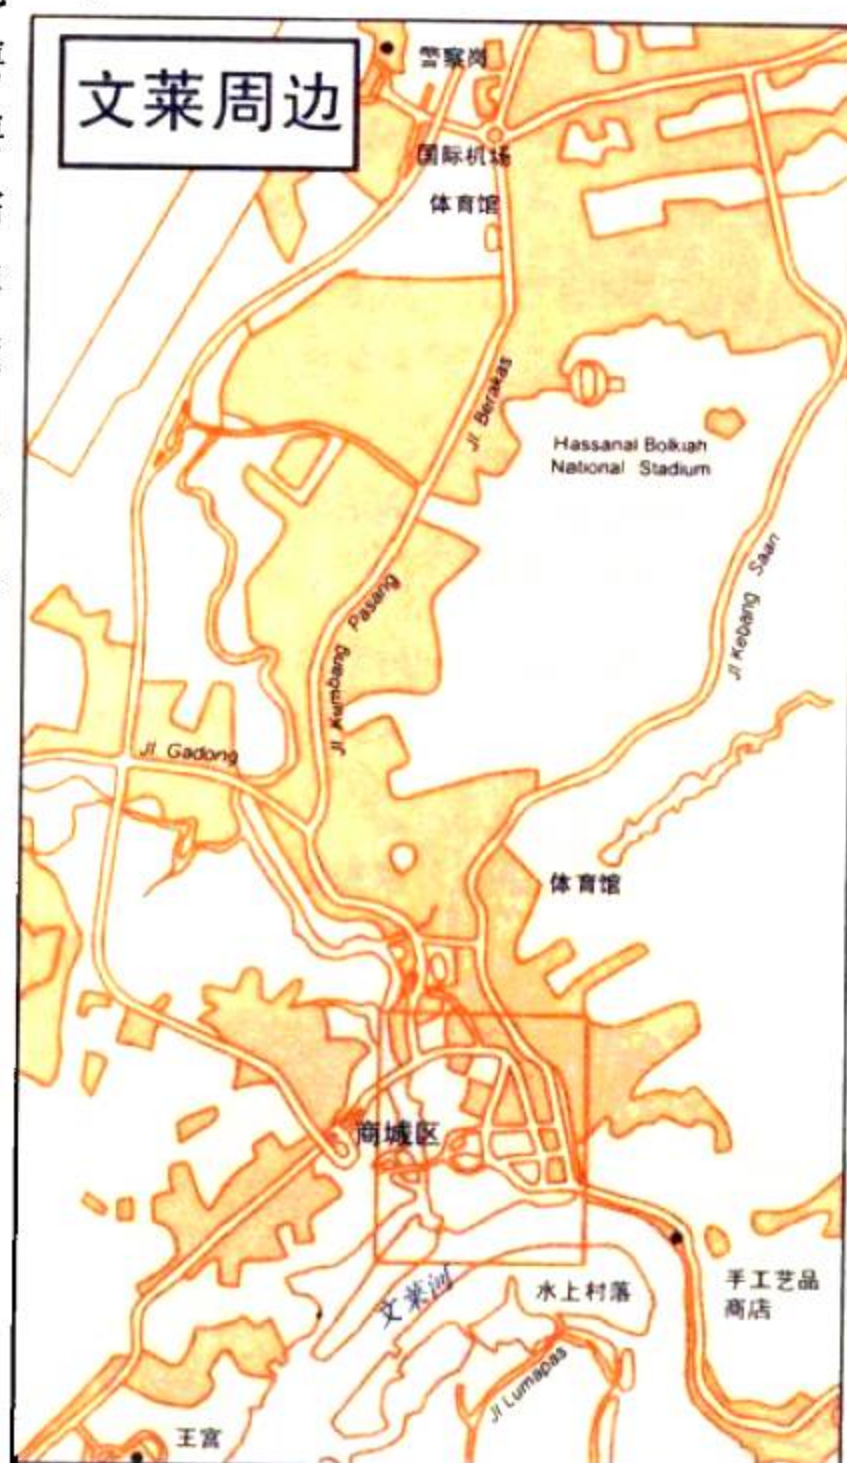 文莱周边
警察岗
国际机场
体育馆
Jl Berakas
Hassanal Bolkiah
National Stadium
Jl Kebang Saan
Jl Kumbang Pasang
Jl Gadong
体育馆
商城区
文莱河
水上村落
手工艺品
商店
Jl Lumapas
王宫